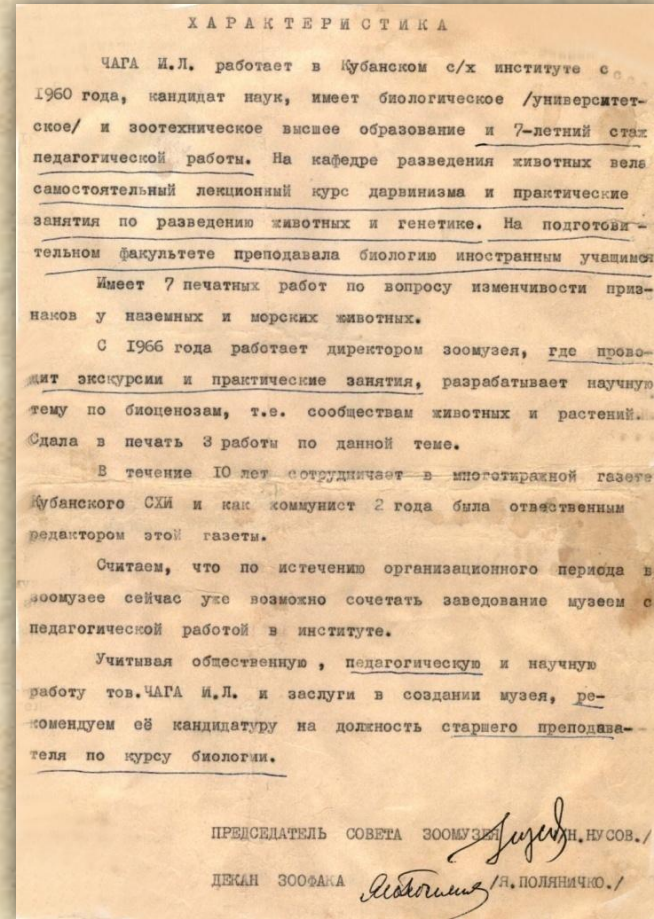 ХАРАКТЕРИСТИКА
ЧАГА И.Л. работает в Кубанском с/х институте с
1960 года, кандидат наук, имеет биологическое /университет-
ское/ и зоотехническое высшее образование и 7-летний стаж
педагогической работы. На кафедре разведения животных вела
самостоятельный лекционный курс дарвинизма и практические
занятия по разведению животных и генетике. На подготови-
тельном факультете преподавала биологию иностранным учащимся
Имеет 7 печатных работ по вопросу изменчивости приз-
наков у наземных и морских животных.
С 1966 года работает директором зоомузея, где прово-
дит экскурсии и практические занятия, разрабатывает научную
тему по биоценозам, т.е. сообществам животных и растений.
Сдала в печать 3 работы по данной теме.
В течение 10 лет сотрудничает в многотиражной газете
Кубанского СХИ и как коммунист 2 года была отвественным
редактором этой газеты.
Считаем, что по истечению организационного периода в
зоомузее сейчас уже возможно сочетать заведование музеем с
педагогической работой в институте.
Учитывая общественную , педагогическую и научную
работу тов.ЧАГА И.Л. и заслуги в создании музея, ре-
комендуем её кандидатуру на должность старшего преподава-
теля по курсу биологии.
ПРЕДСЕДАТЕЛЬ СОВЕТА ЗООМУЗЕЯ /Н.НУСОВ./
ДЕКАН ЗООФАКА /Я.ПОЛЯНИЧКО./